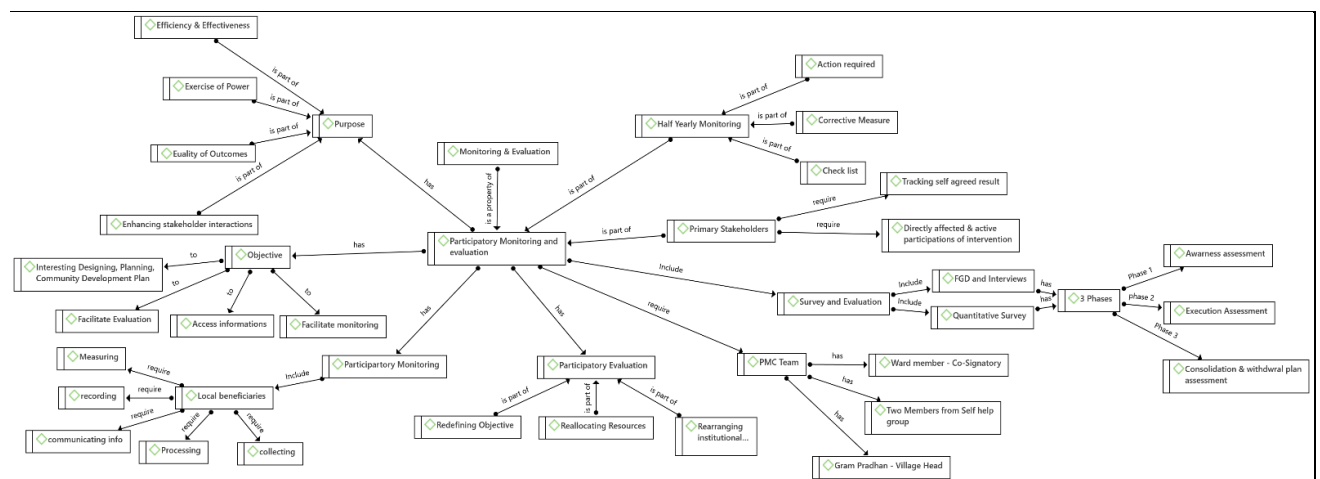 Efficiency & Effectiveness
is part of
Exercise of Power
is part of
Purpose
is part of
Euality of Outcomes
is part of
Enhancing stakeholder interactions
has
Monitoring & Evaluation
is a property of
Action required
is part of
Half Yearly Monitoring
is part of
Corrective Measure
is part of
Check list
is part of
Tracking self agreed result
require
Primary Stakeholders
is part of
require
Directly affected & active
participations of intervention
Participatory Monitoring and
evaluation
has
Objective
to
Interesting Designing, Planning,
Community Development Plan
to
Facilitate Evaluation
to
Access informations
to
Facilitate monitoring
Include
Survey and Evaluation
Include
FGD and Interviews
has
Include
Quantitative Survey
has
3 Phases
Phase 1
Awarness assessment
phase 2
Execution Assessment
Phase 3
Consolidation & withdwral plan
assessment
has
Participartory Monitoring
Include
Local beneficiaries
require
Measuring
require
recording
require
communicating info
require
Processing
require
collecting
has
Participatory Evaluation
is part of
Redefining Objective
is part of
Reallocating Resources
is part of
Rearranging
institutional...
require
PMC Team
has
Ward member - Co-Signatory
has
Two Members from Self help
group
has
Gram Pradhan - Village Head